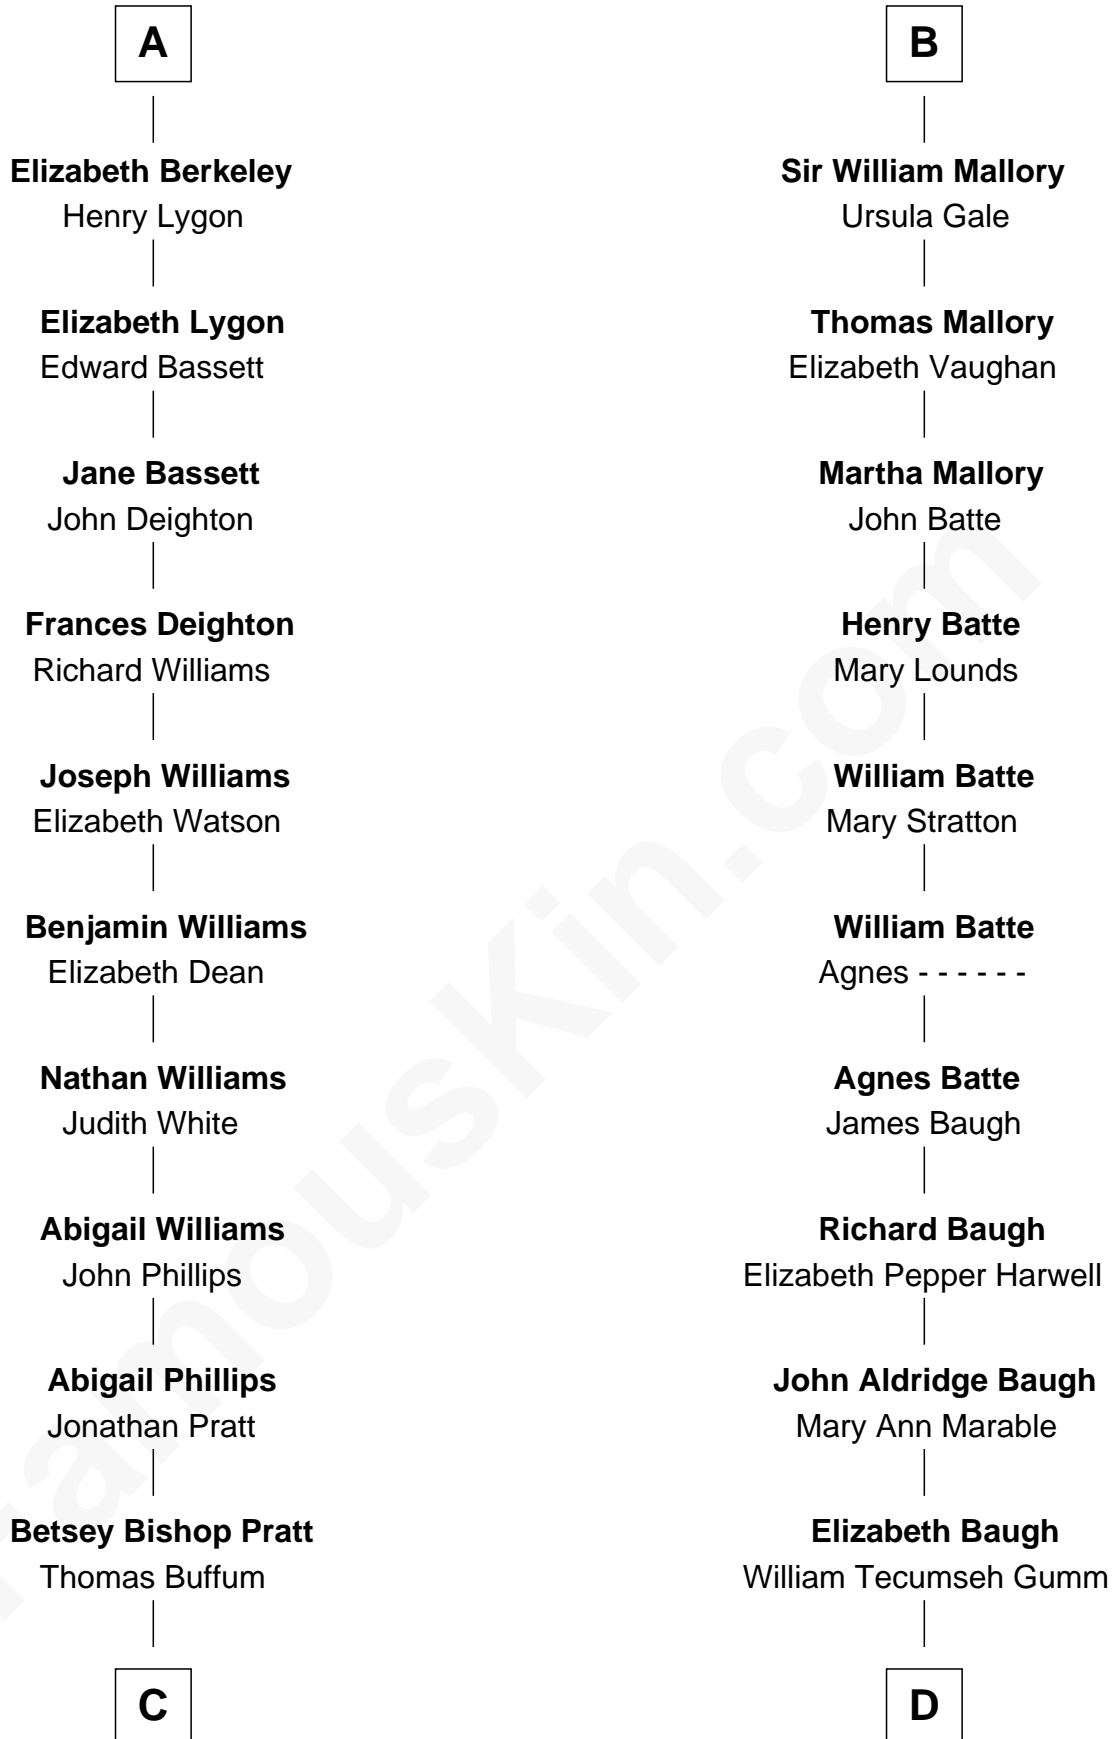 A
Elizabeth Berkeley
Henry Lygon
Elizabeth Lygon
Edward Bassett
Jane Bassett
John Deighton
Frances Deighton
Richard Williams
Joseph Williams
Elizabeth Watson
Benjamin Williams
Elizabeth Dean
Nathan Williams
Judith White
Abigail Williams
John Phillips
Abigail Phillips
Jonathan Pratt
Betsey Bishop Pratt
Thomas Buffum
C
B
Sir William Mallory
Ursula Gale
Thomas Mallory
Elizabeth Vaughan
Martha Mallory
John Batte
Henry Batte
Mary Lounds
William Batte
Mary Stratton
William Batte
Agnes - - - - - -
Agnes Batte
James Baugh
Richard Baugh
Elizabeth Pepper Harwell
John Aldridge Baugh
Mary Ann Marable
Elizabeth Baugh
William Tecumseh Gumm
D
FamousKin.com